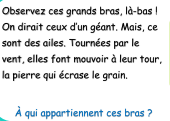 Observez ces grands bras, là-bas !
On dirait ceux d'un géant. Mais, ce
sont des ailes. Tournées par le
vent, elles font mouvoir à leur tour,
la pierre qui écrase le grain.
À qui appartiennent ces bras ?